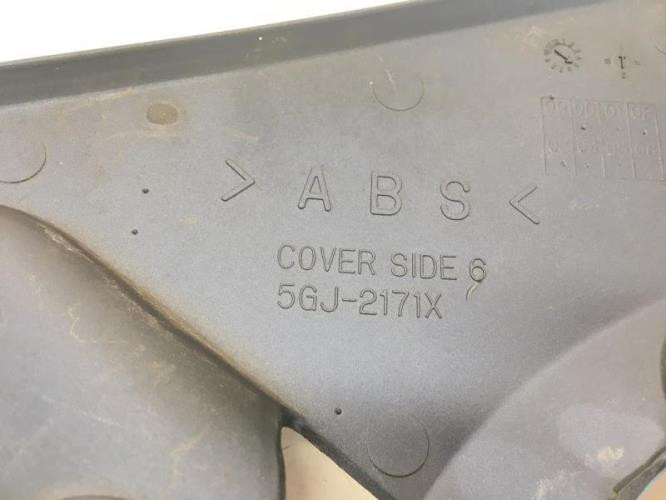 > A B S <
COVER SIDE 6
5GJ-2171X